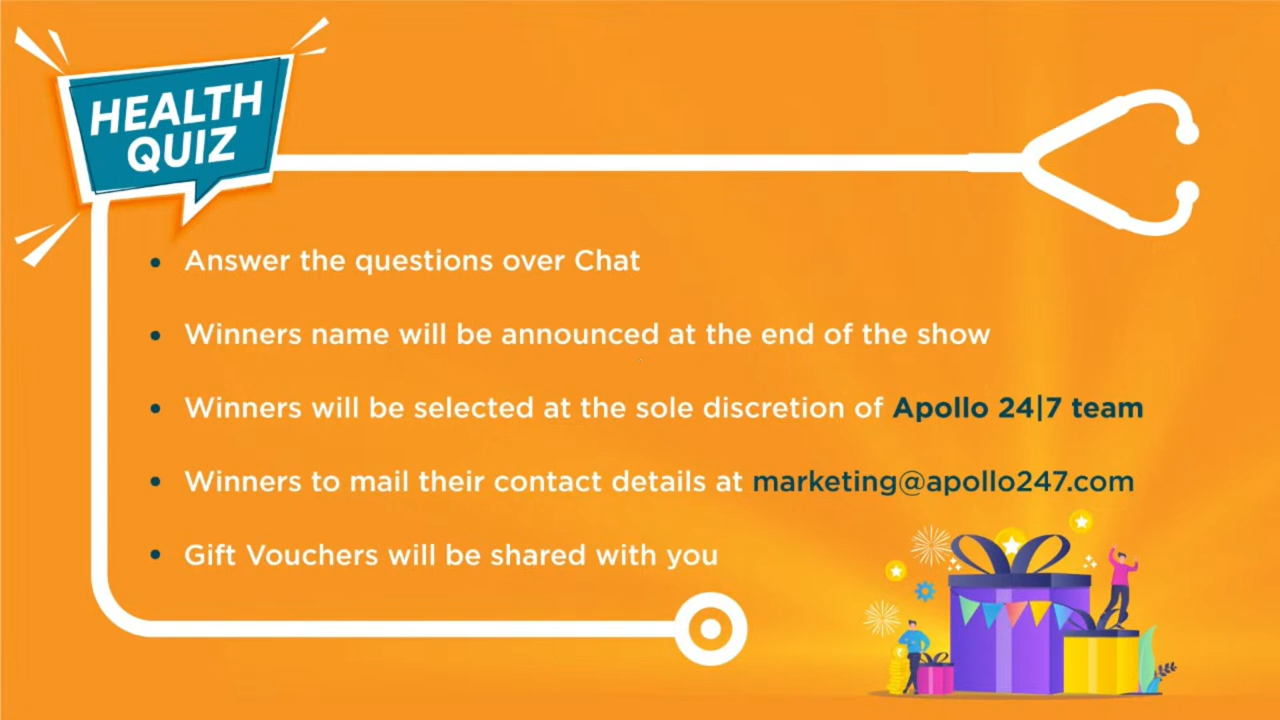 HEALTH
QUIZ
• Answer the questions over Chat
• Winners name will be announced at the end of the show
• Winners will be selected at the sole discretion of Apollo 24|7 team
• Winners to mail their contact details at marketing@apollo247.com
• Gift Vouchers will be shared with you